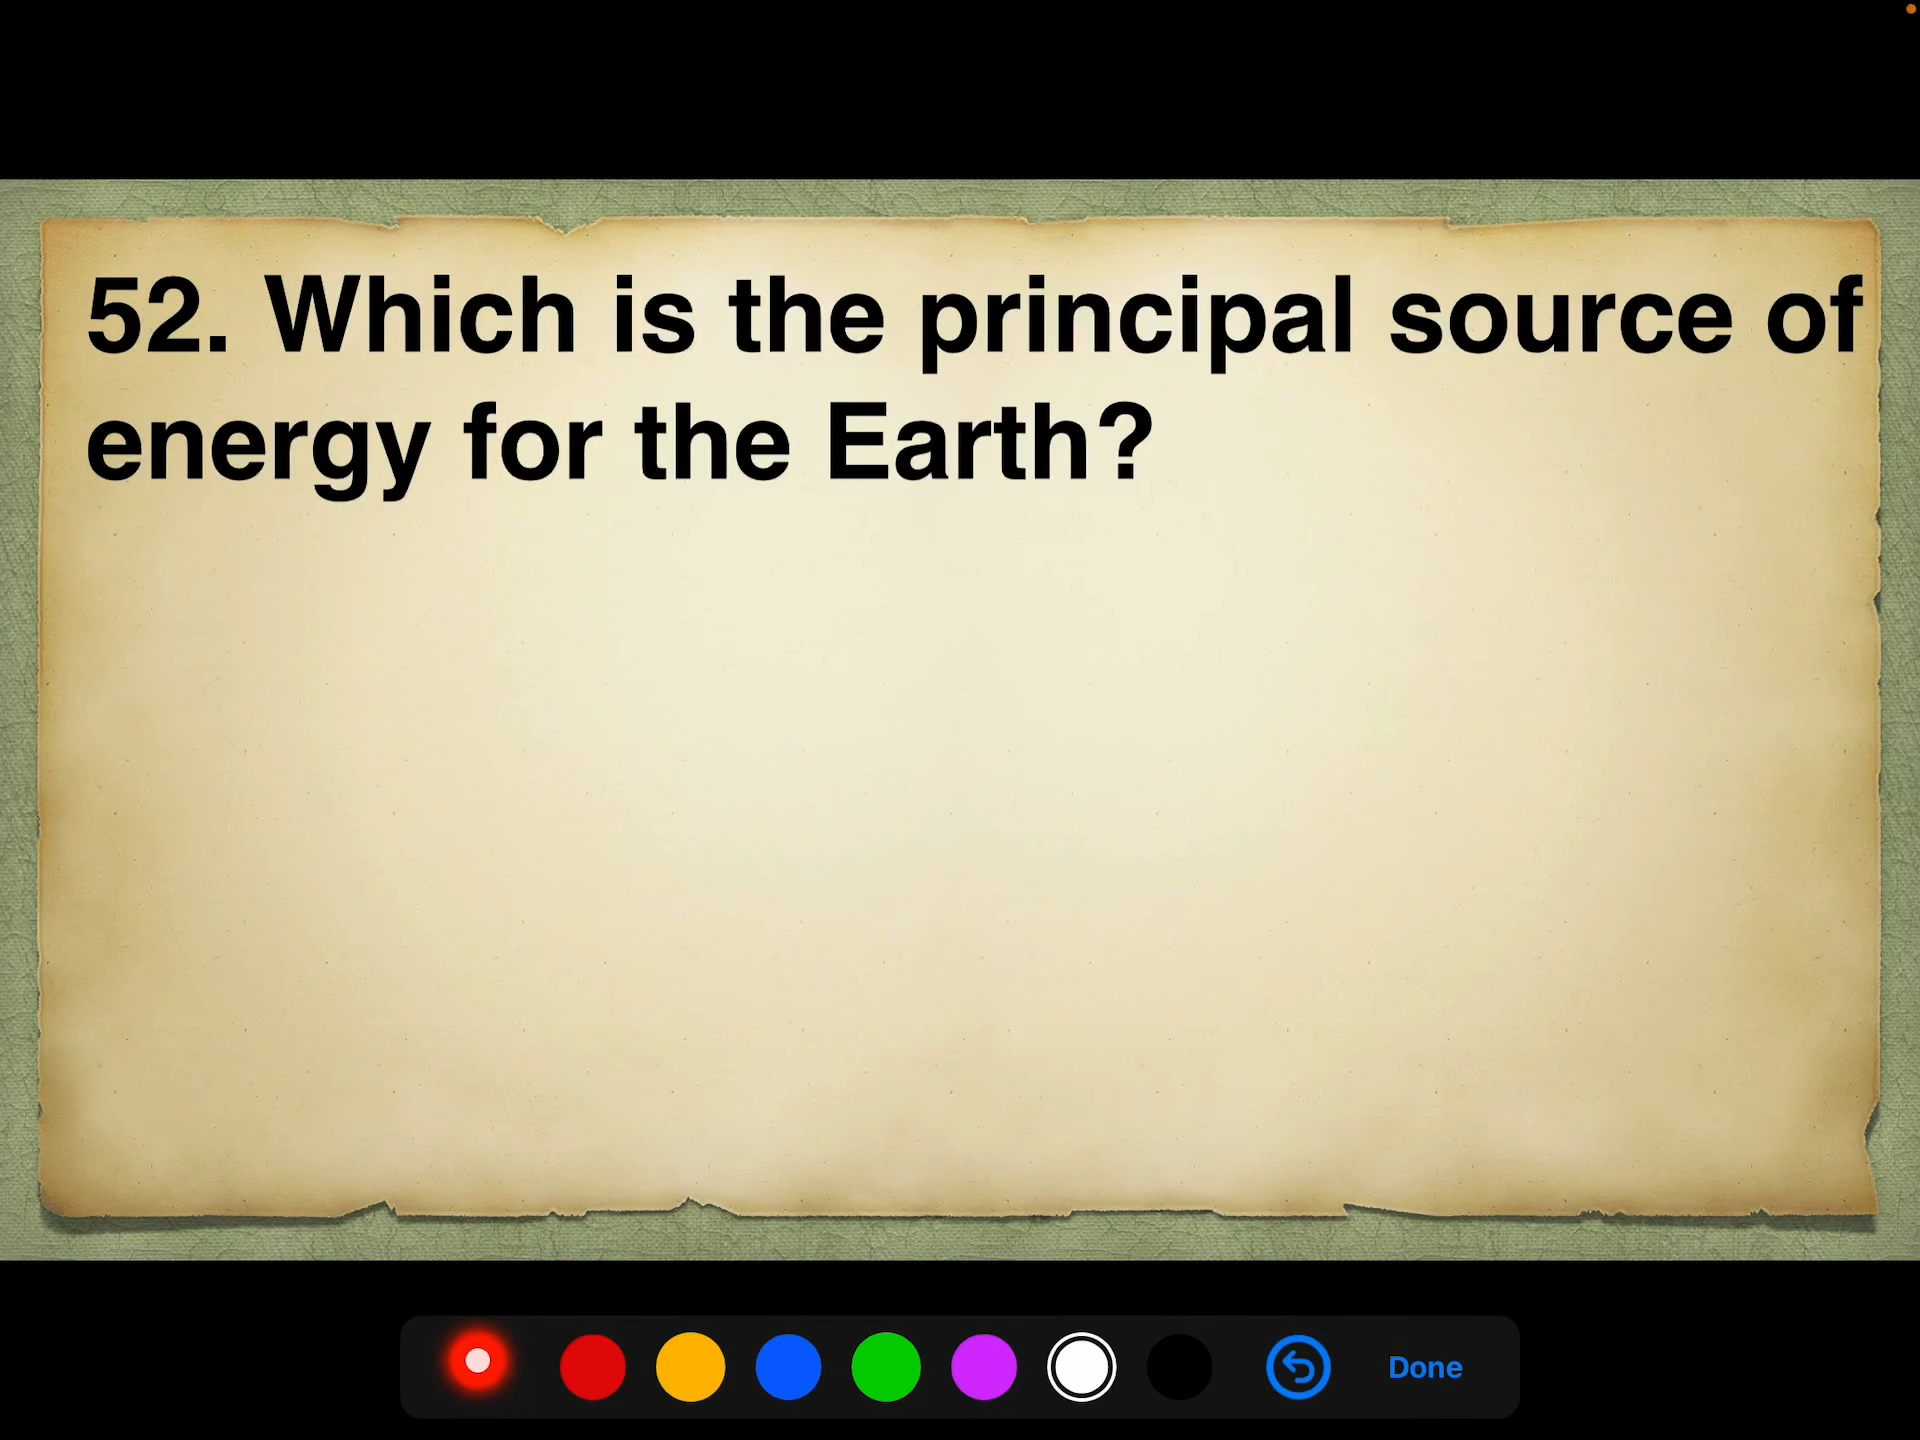 52. Which is the principal source of
energy for the Earth?
Done